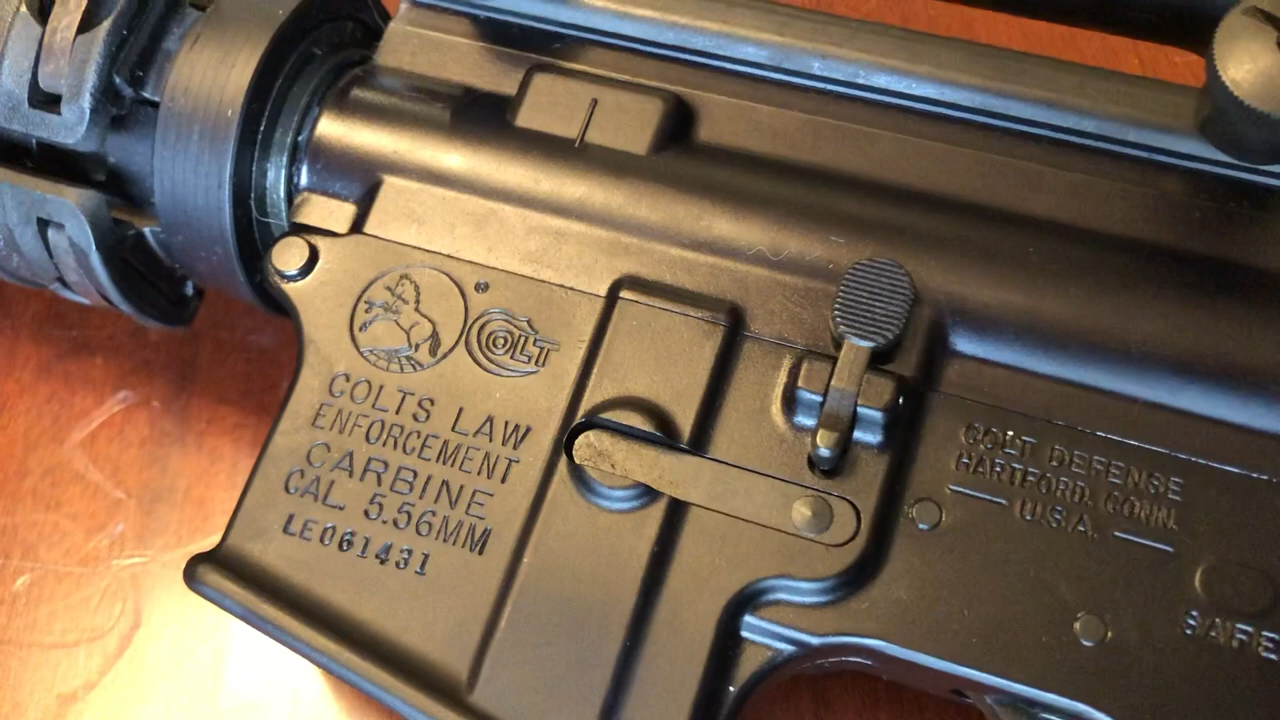 ®
COLT
COLTS LAW
ENFORCEMENT
CARBINE
CAL. 5.56MM
LE061431
COLT DEFENSE
HARTFORD. CONN.
U.S.A.
SAFE